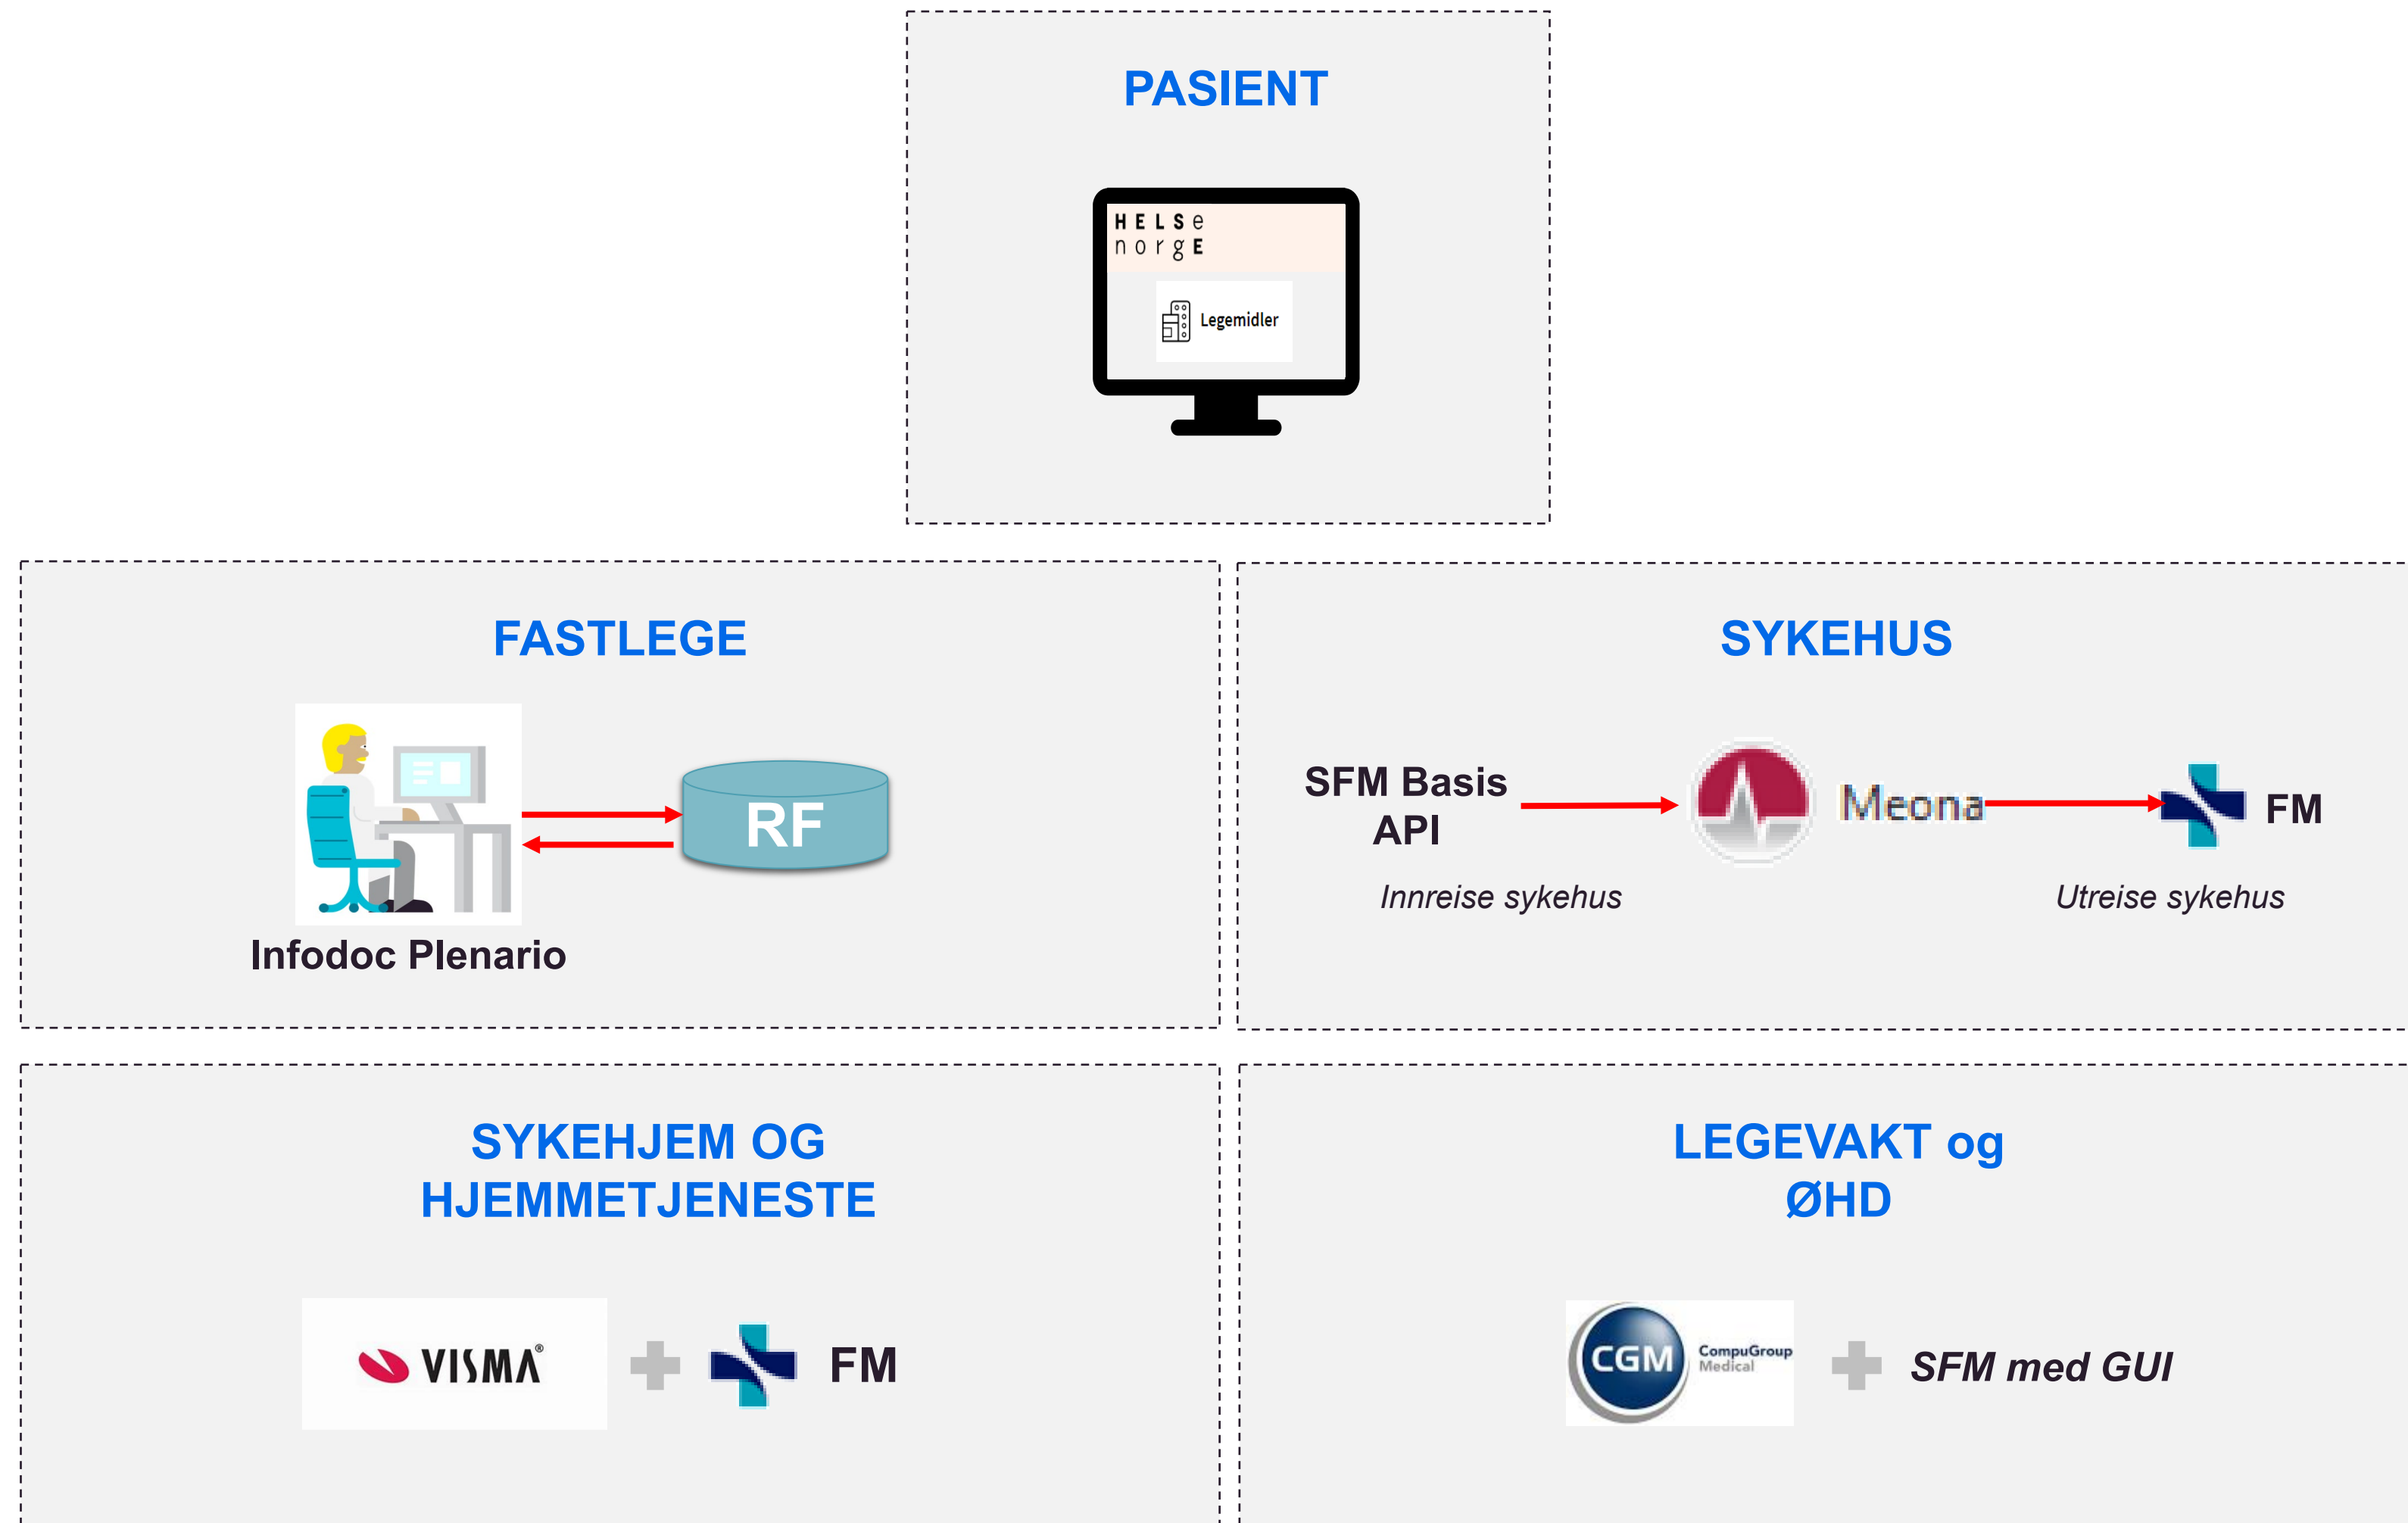 PASIENT
HELSe
norgE
Legemidler
FASTLEGE
RF
Infodoc Plenario
SYKEHUS
SFM Basis
API
Meona
FM
Innreise sykehus
Utreise sykehus
SYKEHJEM OG
HJEMMETJENESTE
VISMA®
FM
LEGEVAKT og
ØHD
CGM
CompuGroup
Medical
SFM med GUI